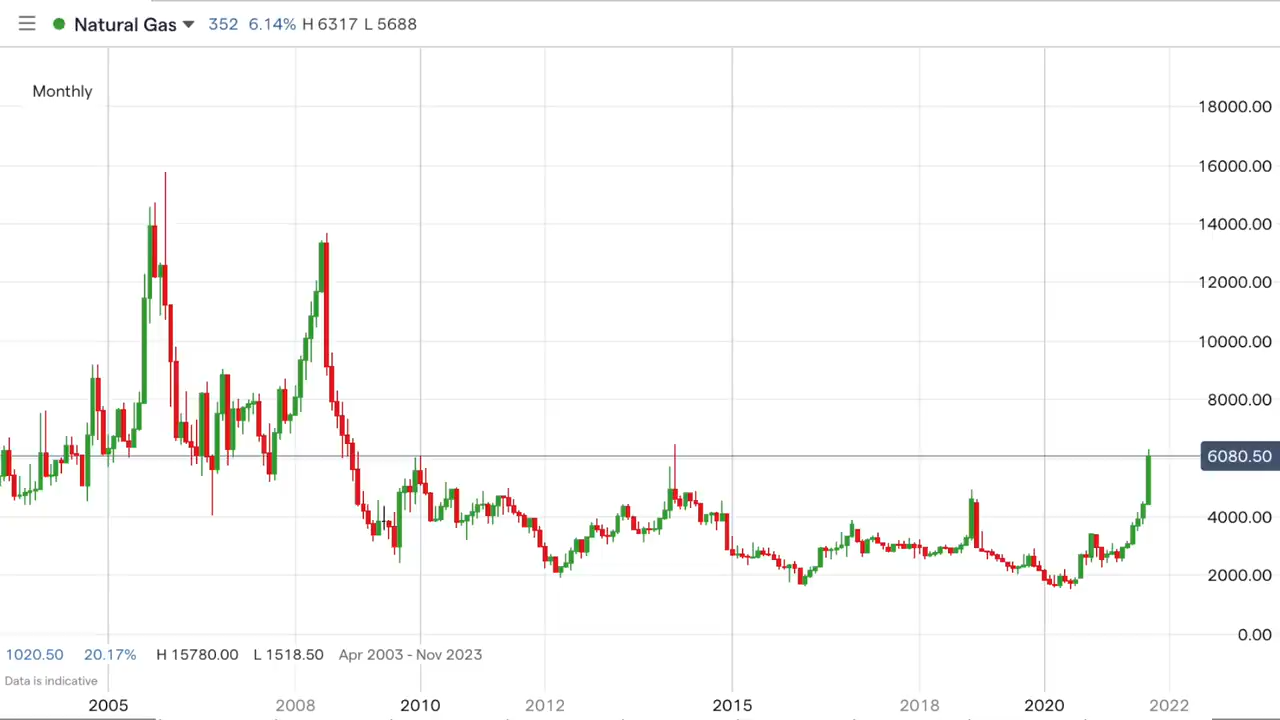 Natural Gas 352 6.14% H 6317 L 5688
Monthly
18000.00
16000.00
14000.00
12000.00
10000.00
8000.00
6080.50
4000.00
2000.00
0.00
1020.50 20.17% H 15780.00 L 1518.50 Apr 2003 - Nov 2023
Data is indicative
2005 2008 2010 2012 2015 2018 2020 2022